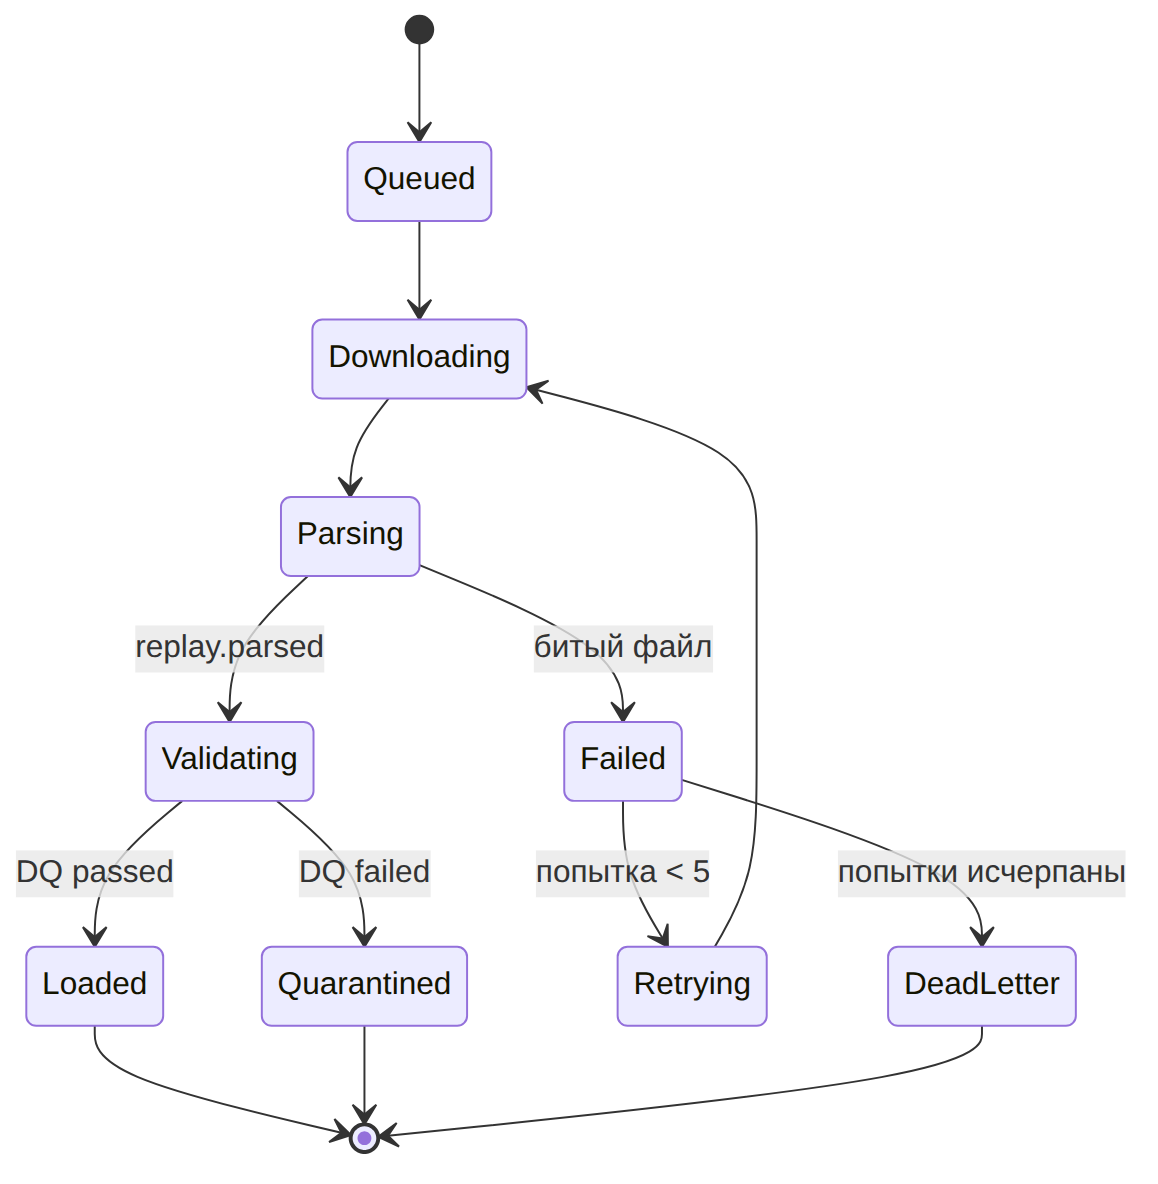 Queued
Downloading
Parsing
replay.parsed
битый файл
Validating
Failed
DQ passed
DQ failed
попытка < 5
попытки исчерпаны
Loaded
Quarantined
Retrying
DeadLetter